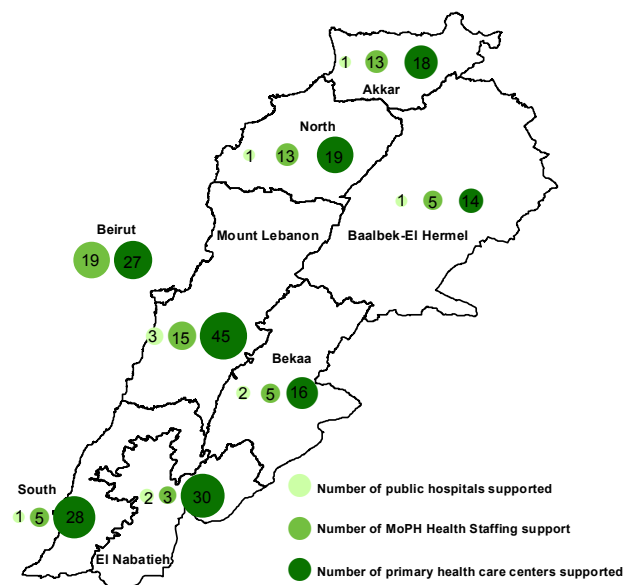 1 13 18
Akkar
North
1 13 19
1 5 14
Baalbek-El Hermel
Mount Lebanon
Beirut
19 27
3 15 45
Bekaa
2 5 16
2 3 30
El Nabatieh
South
1 5 28
Number of public hospitals supported
Number of MoPH Health Staffing support
Number of primary health care centers supported